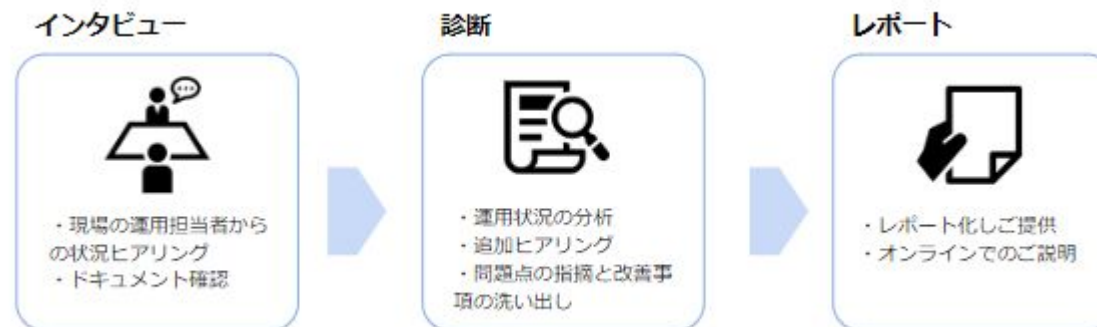 インタビュー
・現場の運用担当者から
の状況ヒアリング
・ドキュメント確認
診断
・運用状況の分析
・追加ヒアリング
・問題点の指摘と改善事
項の洗い出し
レポート
・レポート化しご提供
・オンラインでのご説明